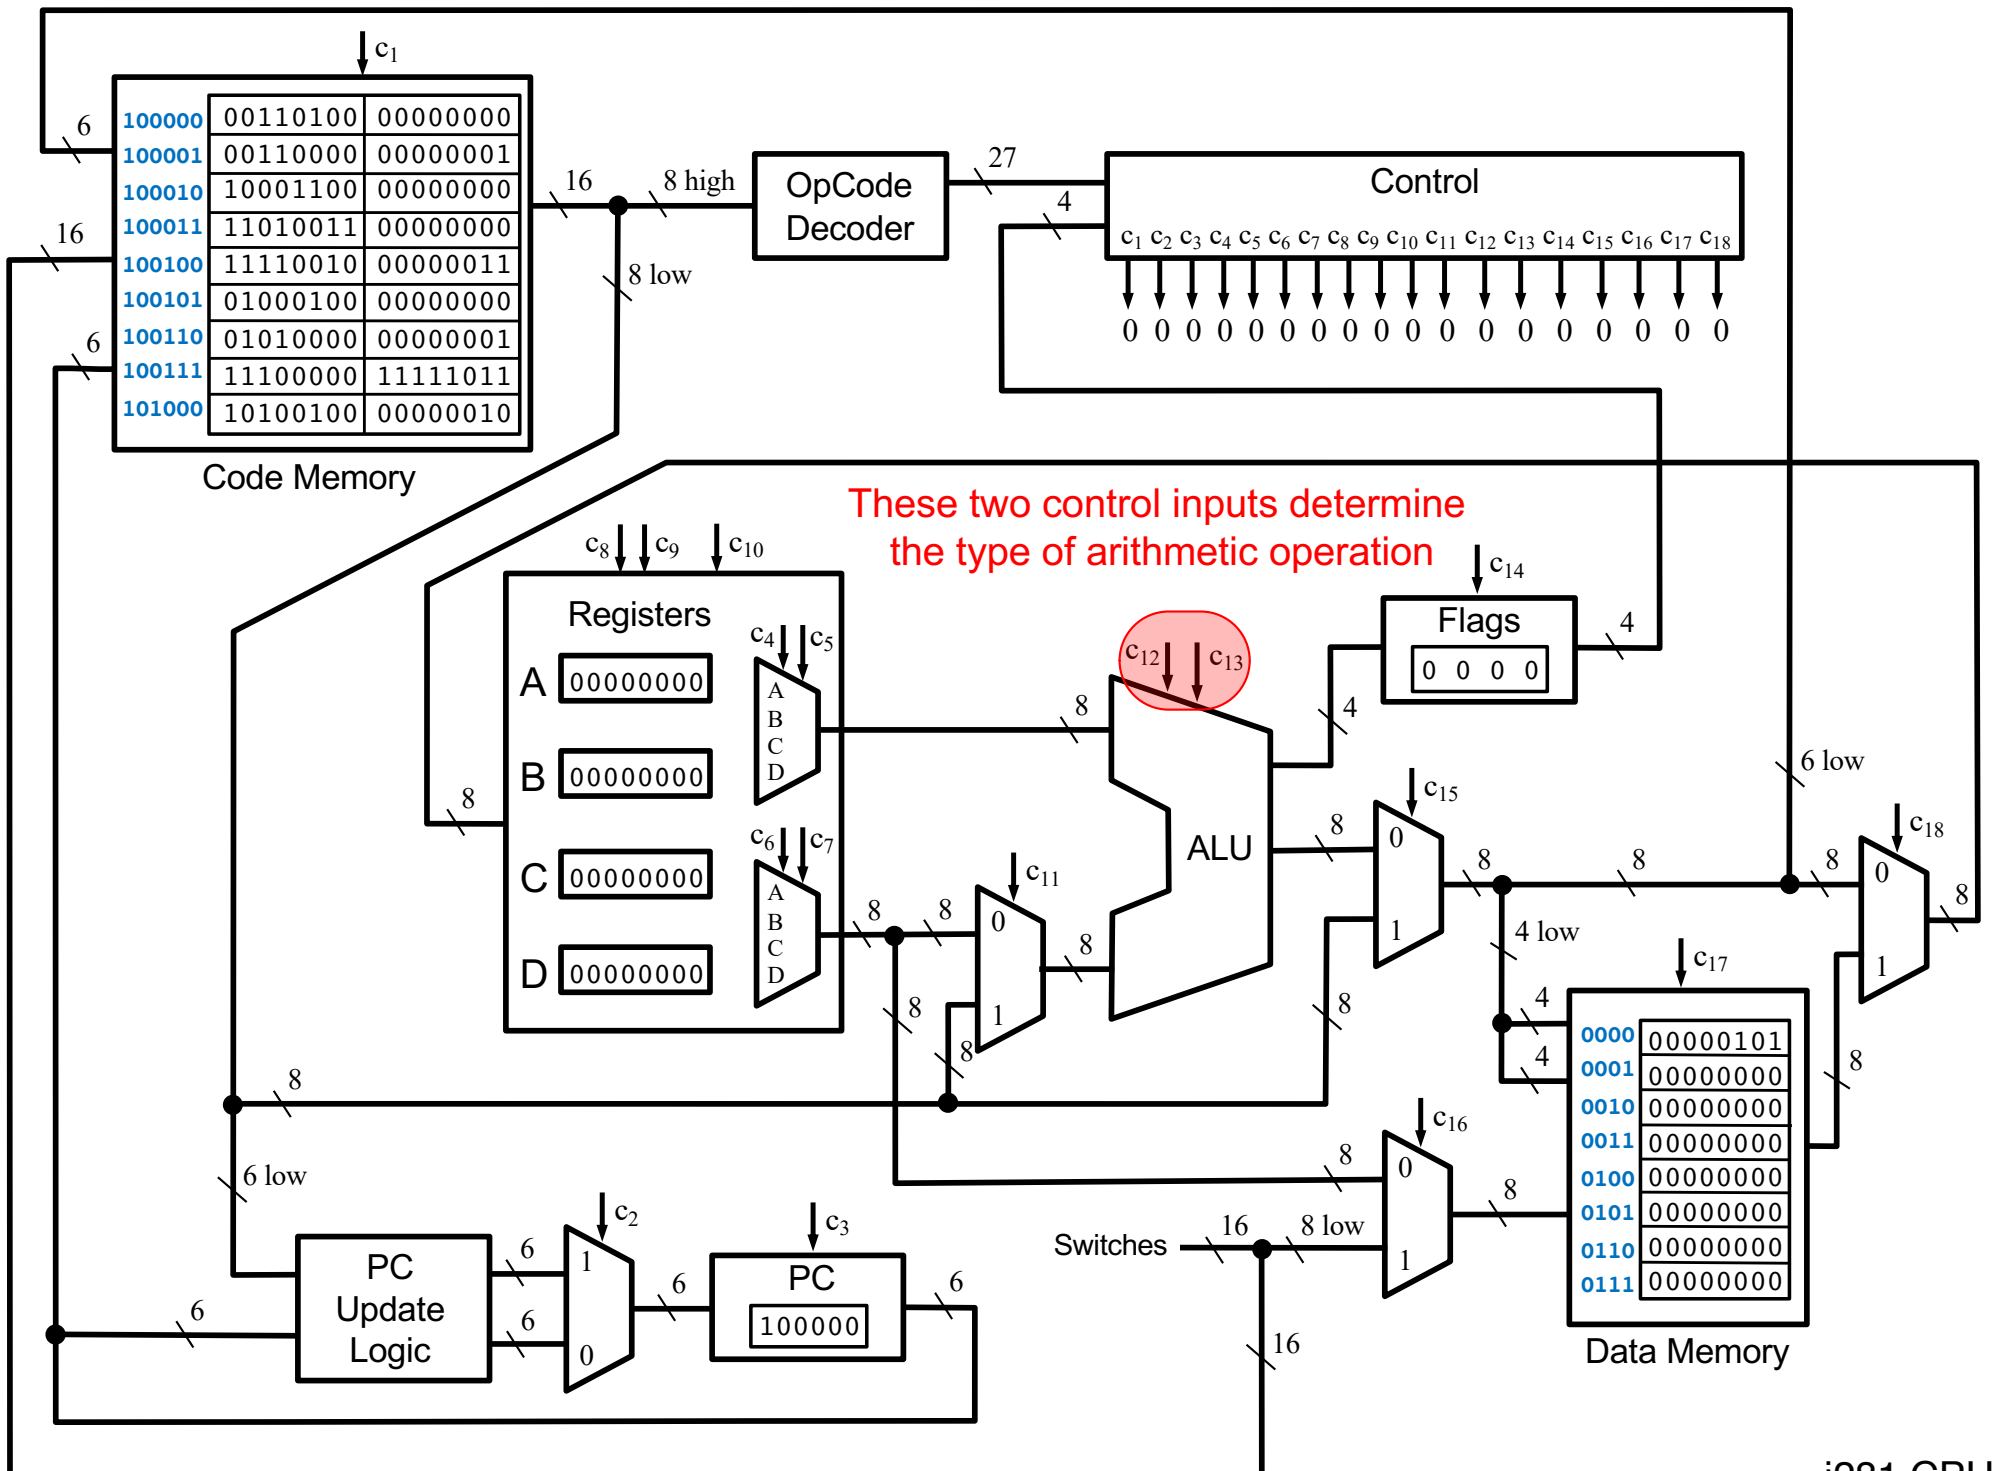 c1
6
16
6
100000 00110100 00000000
100001 00110000 00000001
100010 10001100 00000000
100011 11010011 00000000
100100 11110010 00000011
100101 01000100 00000000
100110 01010000 00000001
100111 11100000 11111011
101000 10100100 00000010
Code Memory
16
8 high
8 low
OpCode
Decoder
27
4
Control
c1 c2 c3 c4 c5 c6 c7 c8 c9 c10 c11 c12 c13 c14 c15 c16 c17 c18
0 0 0 0 0 0 0 0 0 0 0 0 0 0 0 0 0 0
These two control inputs determine
the type of arithmetic operation
c8 c9 c10
Registers
A 00000000
B 00000000
C 00000000
D 00000000
8
c4 c5
A
B
C
D
c6 c7
A
B
C
D
8
8
8
8
c11
0
1
8
8
8
c12 c13
ALU
c14
Flags
0 0 0 0
4
4
8
c15
0
1
8
8
8
8
6 low
4 low
4
4
c18
0
1
8
c17
0000 00000101
0001 00000000
0010 00000000
0011 00000000
0100 00000000
0101 00000000
0110 00000000
0111 00000000
Data Memory
8
c16
0
1
8
8
Switches
16
8 low
16
6 low
6
PC
Update
Logic
6
6
c2
1
0
6
c3
PC
100000
6